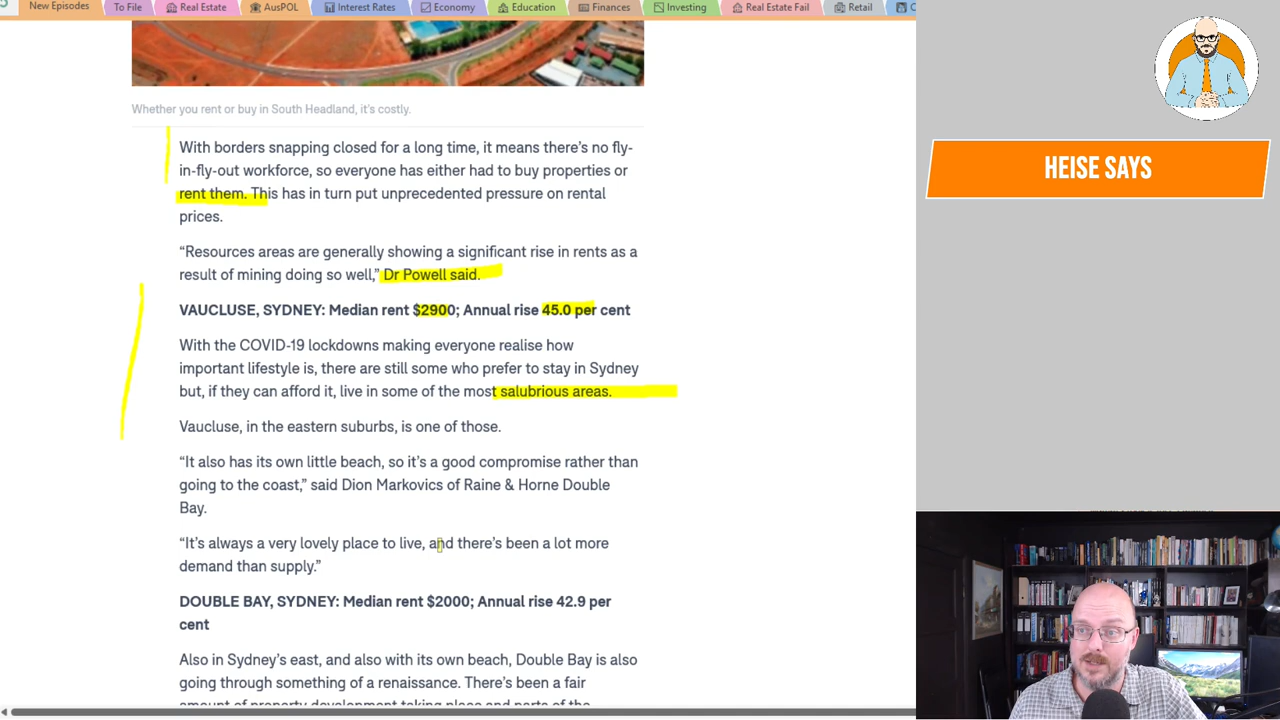 New Episodes
To File
Real Estate
AusPOL
Interest Rates
Economy
Education
Finances
Investing
Real Estate Fail
Retail
Whether you rent or buy in South Headland, it's costly.
With borders snapping closed for a long time, it means there's no fly-
in-fly-out workforce, so everyone has either had to buy properties or
rent them. This has in turn put unprecedented pressure on rental
prices.
“Resources areas are generally showing a significant rise in rents as a
result of mining doing so well,” Dr Powell said.
VAUCLUSE, SYDNEY: Median rent $2900; Annual rise 45.0 per cent
With the COVID-19 lockdowns making everyone realise how
important lifestyle is, there are still some who prefer to stay in Sydney
but, if they can afford it, live in some of the most salubrious areas.
Vaucluse, in the eastern suburbs, is one of those.
“It also has its own little beach, so it's a good compromise rather than
going to the coast,” said Dion Markovics of Raine & Horne Double
Bay.
“It's always a very lovely place to live, and there's been a lot more
demand than supply.”
DOUBLE BAY, SYDNEY: Median rent $2000; Annual rise 42.9 per
cent
Also in Sydney's east, and also with its own beach, Double Bay is also
going through something of a renaissance. There's been a fair
amount of property development taking place and parts of the
HEISE SAYS